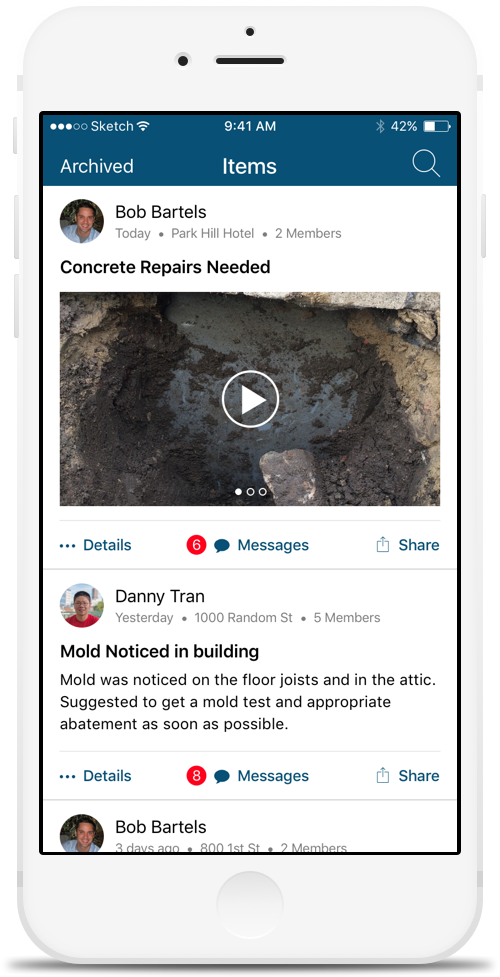 Sketch 9:41 AM 42%
Archived Items
Bob Bartels
Today • Park Hill Hotel • 2 Members
Concrete Repairs Needed
••• Details 6 Messages Share
Danny Tran
Yesterday • 1000 Random St • 5 Members
Mold Noticed in building
Mold was noticed on the floor joists and in the attic.
Suggested to get a mold test and appropriate
abatement as soon as possible.
••• Details 8 Messages Share
Bob Bartels
3 days ago • 800 1st St • 2 Members